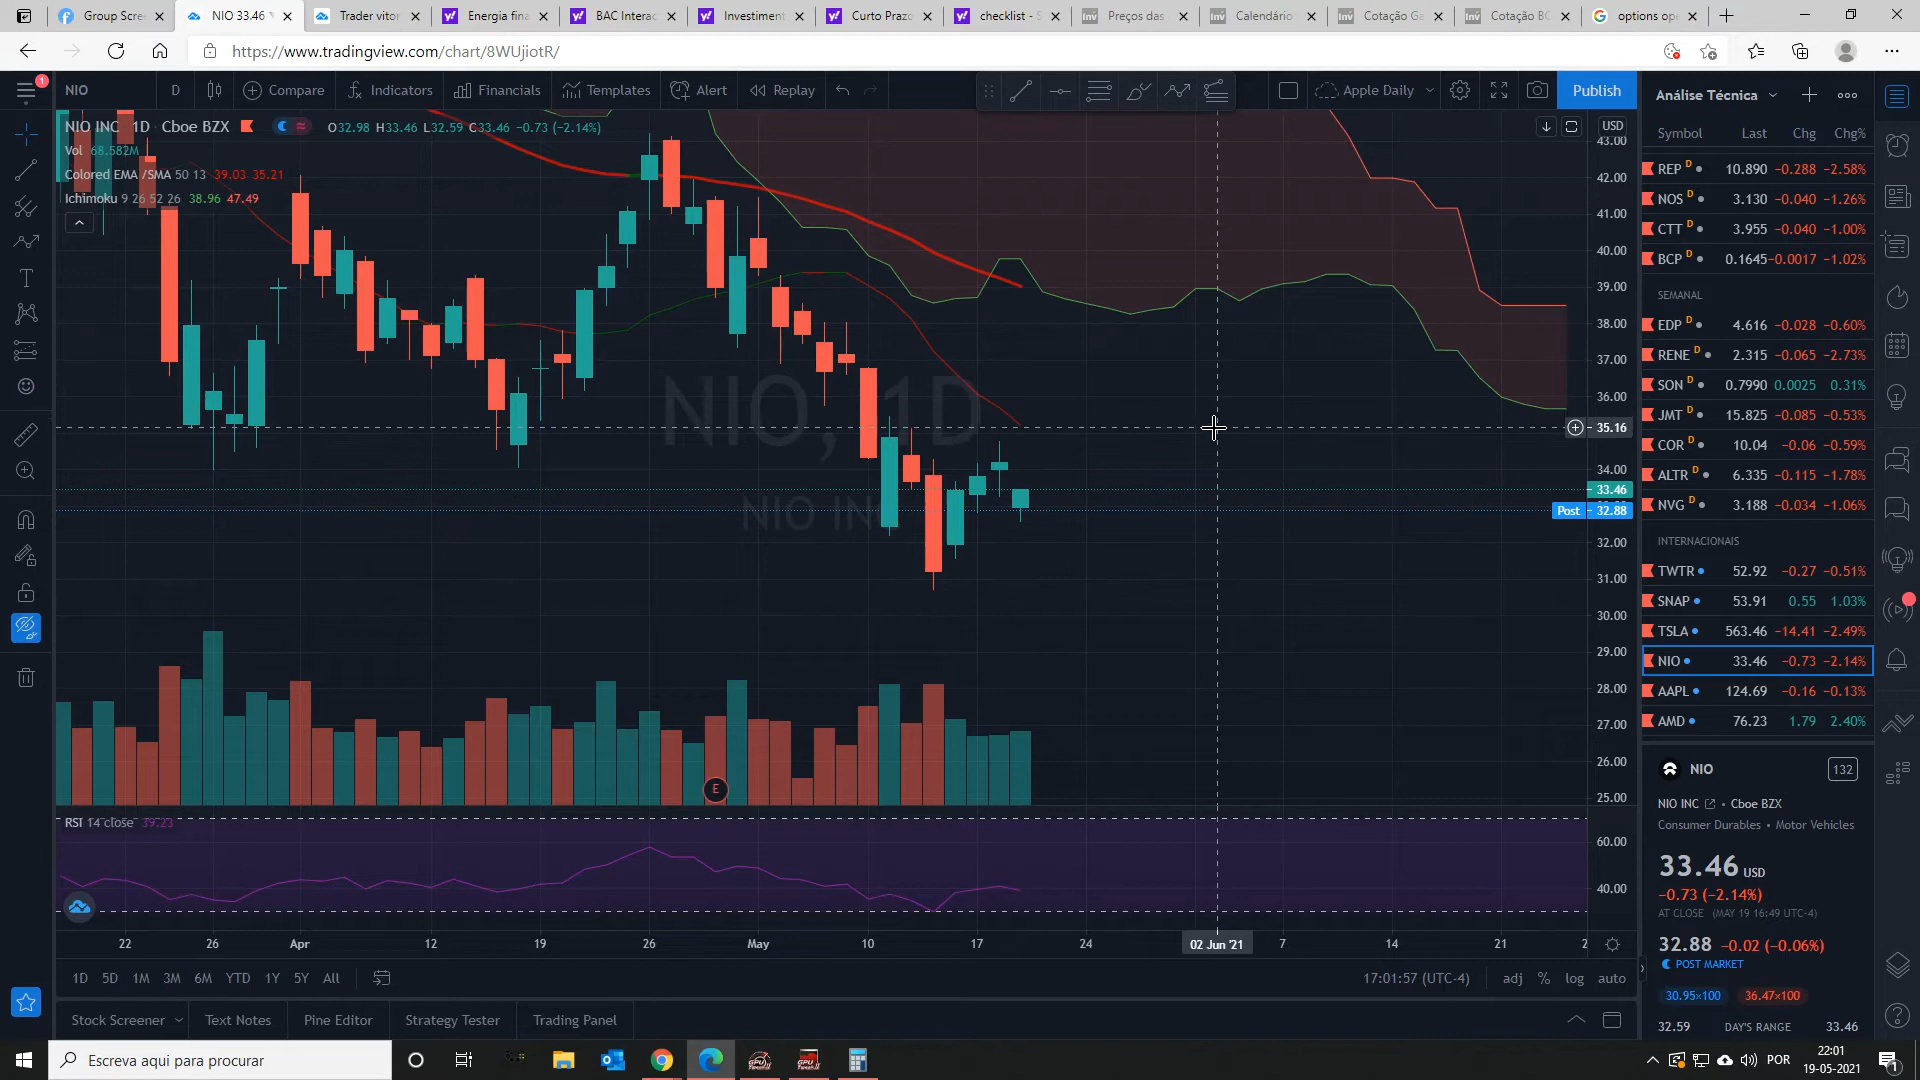 Group Scree
NIO 33.46
Trader vitor
Energia fina
BAC Interac
Investiment
Curto Prazo
checklist - S
Preços das
Calendário
Cotação Ga
Cotação BC
options ope
https://www.tradingview.com/chart/8WUjiotR/
NIO D Compare Indicators Financials Templates Alert Replay Apple Daily Publish
NIO INC 1D Cboe BZX O32.98 H33.46 L32.59 C33.46 −0.73 (−2.14%)
Vol 68.582M
Colored EMA /SMA 50 13 39.03 35.21
Ichimoku 9 26 52 26 38.96 47.49
NIO, 1D
NIO INC
E
RSI 14 close 39.23
USD
43.00
42.00
41.00
40.00
39.00
38.00
37.00
36.00
35.16
34.00
33.46
Post 32.88
32.00
31.00
30.00
29.00
28.00
27.00
26.00
25.00
60.00
40.00
22 26 Apr 12 19 26 May 10 17 24 02 Jun '21 7 14 21 2
1D 5D 1M 3M 6M YTD 1Y 5Y All
17:01:57 (UTC-4) adj % log auto
Stock Screener Text Notes Pine Editor Strategy Tester Trading Panel
Análise Técnica
Symbol Last Chg Chg%
REP D 10.890 −0.288 −2.58%
NOS D 3.130 −0.040 −1.26%
CTT D 3.955 −0.040 −1.00%
BCP D 0.1645 −0.0017 −1.02%
SEMANAL
EDP D 4.616 −0.028 −0.60%
RENE D 2.315 −0.065 −2.73%
SON D 0.7990 0.0025 0.31%
JMT D 15.825 −0.085 −0.53%
COR D 10.04 −0.06 −0.59%
ALTR D 6.335 −0.115 −1.78%
NVG D 3.188 −0.034 −1.06%
INTERNACIONAIS
TWTR 52.92 −0.27 −0.51%
SNAP 53.91 0.55 1.03%
TSLA 563.46 −14.41 −2.49%
NIO 33.46 −0.73 −2.14%
AAPL 124.69 −0.16 −0.13%
AMD 76.23 1.79 2.40%
NIO 132
NIO INC • Cboe BZX
Consumer Durables • Motor Vehicles
33.46 USD
−0.73 (−2.14%)
AT CLOSE (MAY 19 16:49 UTC-4)
32.88 −0.02 (−0.06%)
POST MARKET
30.95×100 36.47×100
32.59 DAY'S RANGE 33.46
Escreva aqui para procurar
POR
22:01
19-05-2021